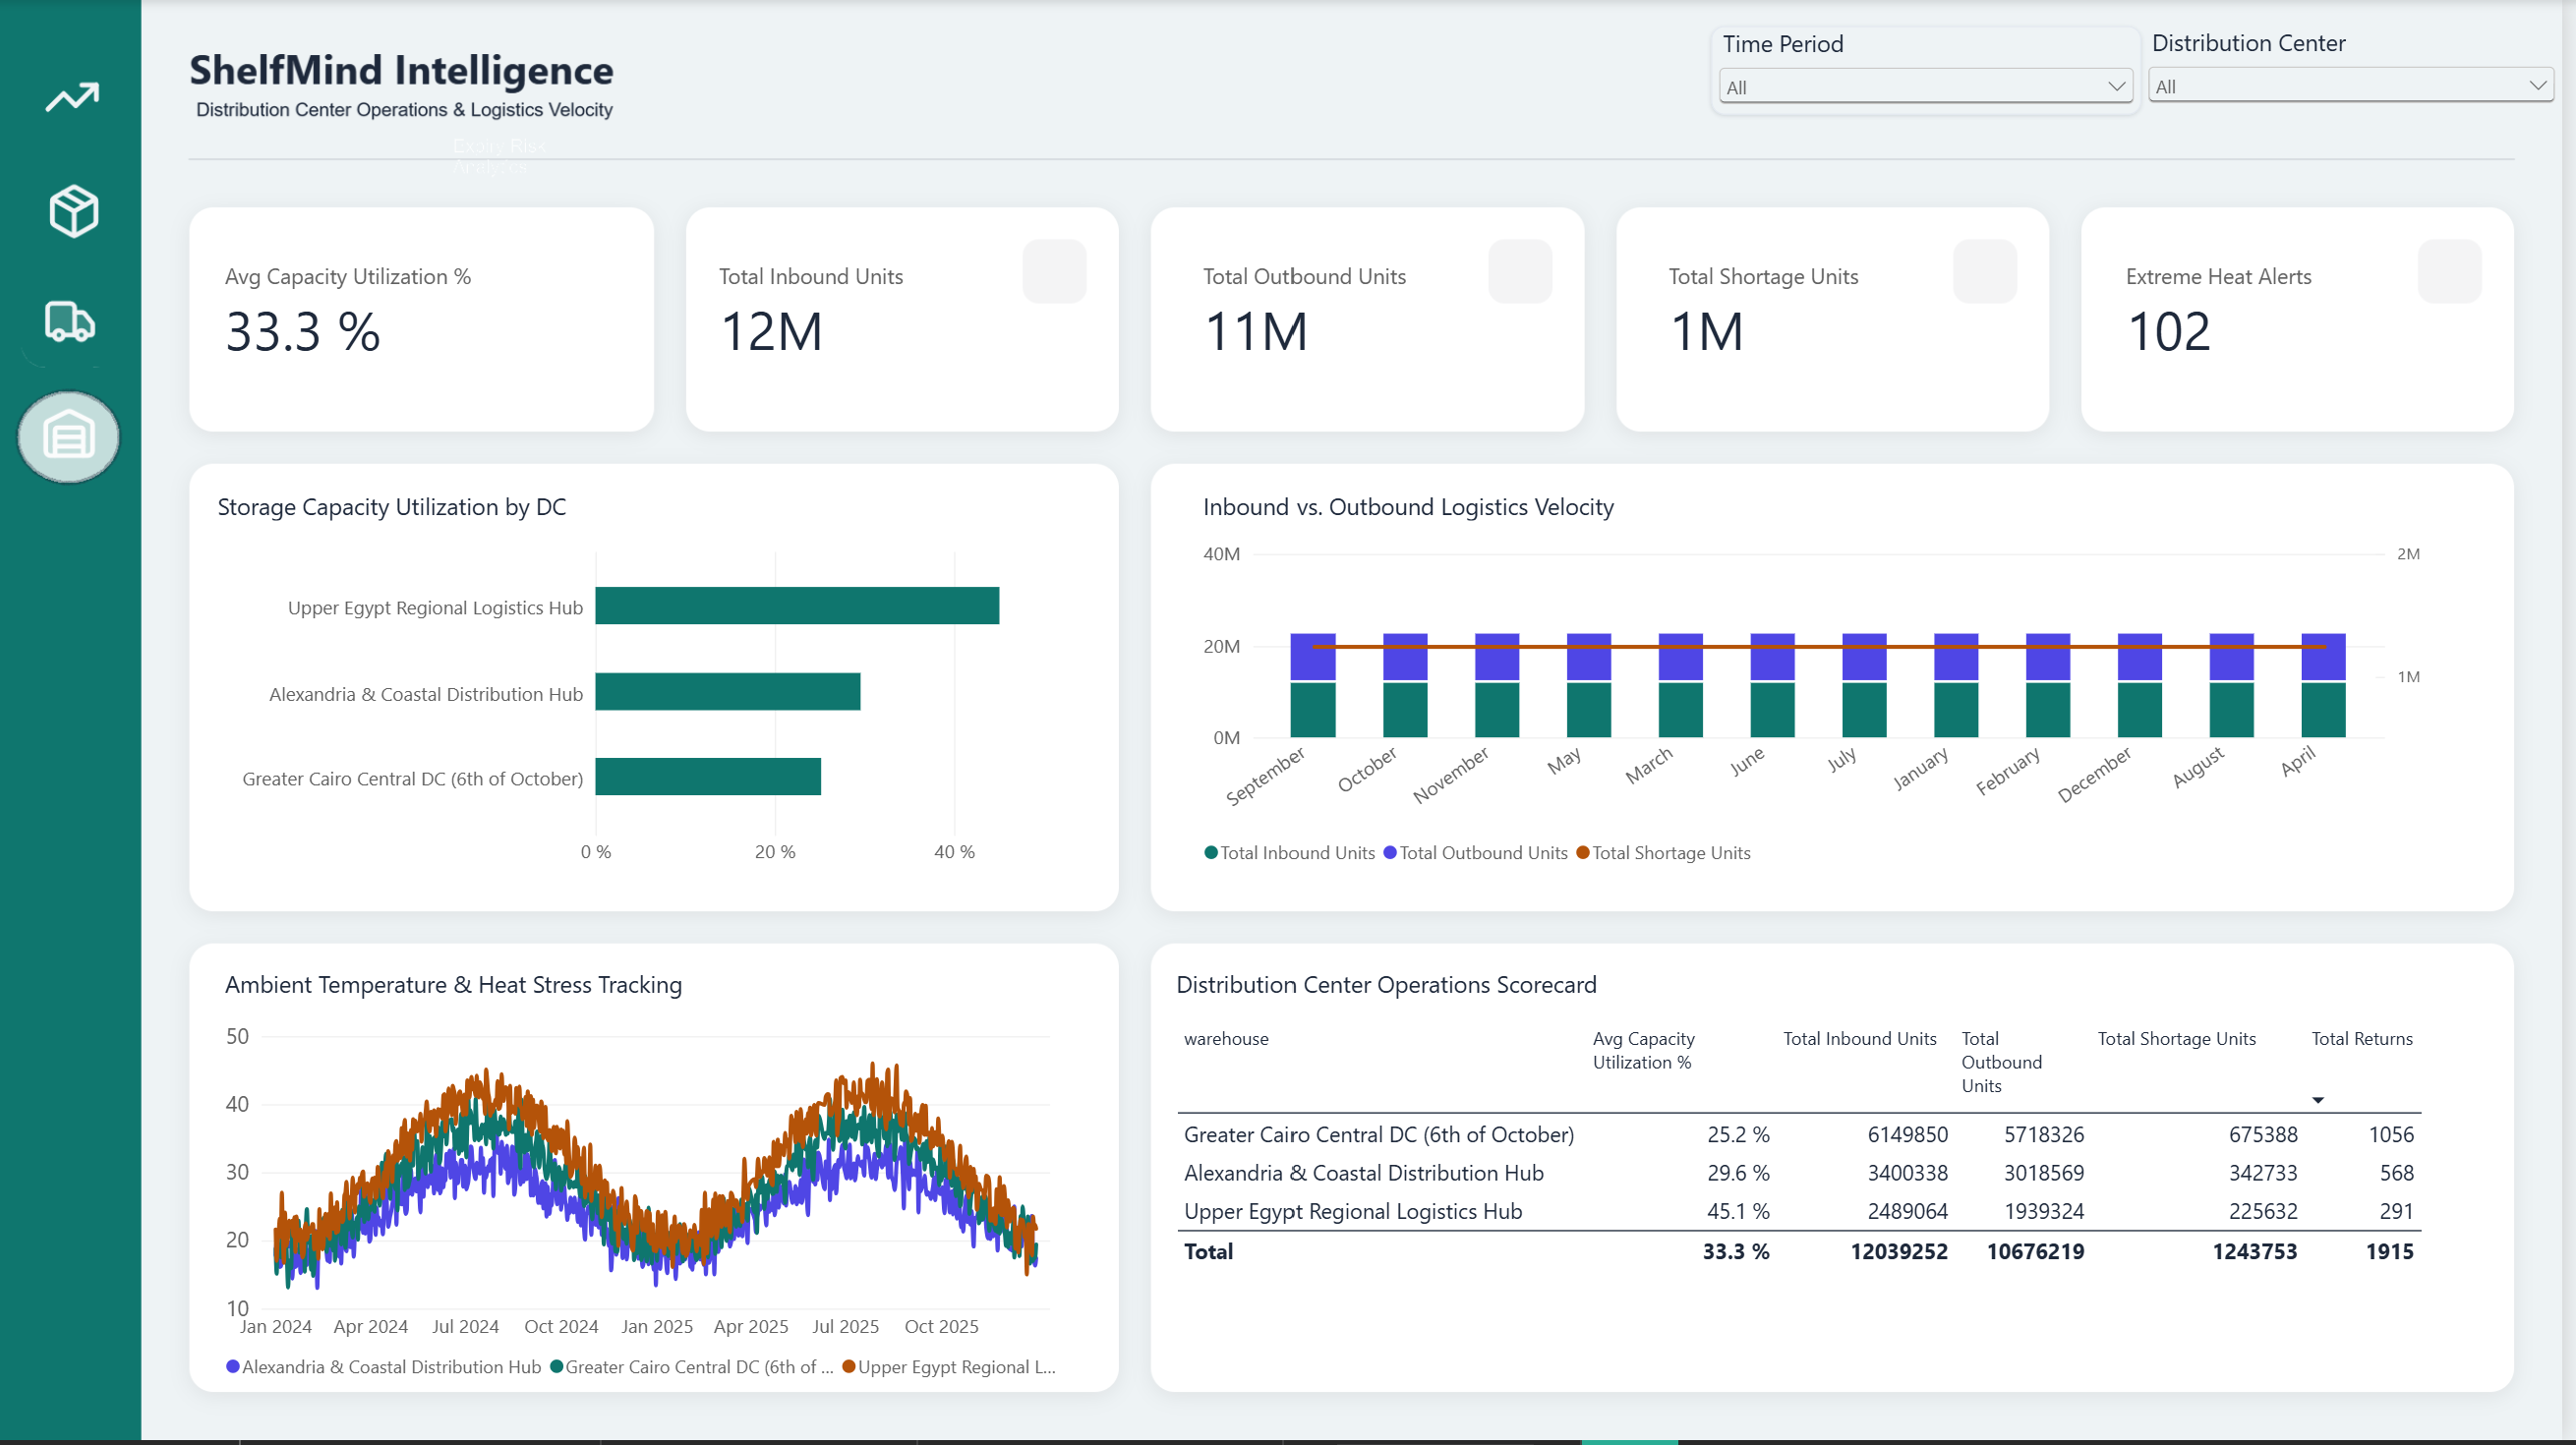 ShelfMind Intelligence
Distribution Center Operations & Logistics Velocity
Expiry Risk
Analytics
Time Period
All
Distribution Center
All
Avg Capacity Utilization %
33.3 %
Total Inbound Units
12M
Total Outbound Units
11M
Total Shortage Units
1M
Extreme Heat Alerts
102
Storage Capacity Utilization by DC
Upper Egypt Regional Logistics Hub
Alexandria & Coastal Distribution Hub
Greater Cairo Central DC (6th of October)
0 % 20 % 40 %
Inbound vs. Outbound Logistics Velocity
40M 2M
20M
1M
0M
September October November May March June July January February December August April
Total Inbound Units Total Outbound Units Total Shortage Units
Ambient Temperature & Heat Stress Tracking
50
40
30
20
10
Jan 2024 Apr 2024 Jul 2024 Oct 2024 Jan 2025 Apr 2025 Jul 2025 Oct 2025
Alexandria & Coastal Distribution Hub Greater Cairo Central DC (6th of ... Upper Egypt Regional L...
Distribution Center Operations Scorecard
warehouse Avg Capacity Total Inbound Units Total Total Shortage Units Total Returns
Utilization % Outbound
Units
Greater Cairo Central DC (6th of October) 25.2 % 6149850 5718326 675388 1056
Alexandria & Coastal Distribution Hub 29.6 % 3400338 3018569 342733 568
Upper Egypt Regional Logistics Hub 45.1 % 2489064 1939324 225632 291
Total 33.3 % 12039252 10676219 1243753 1915